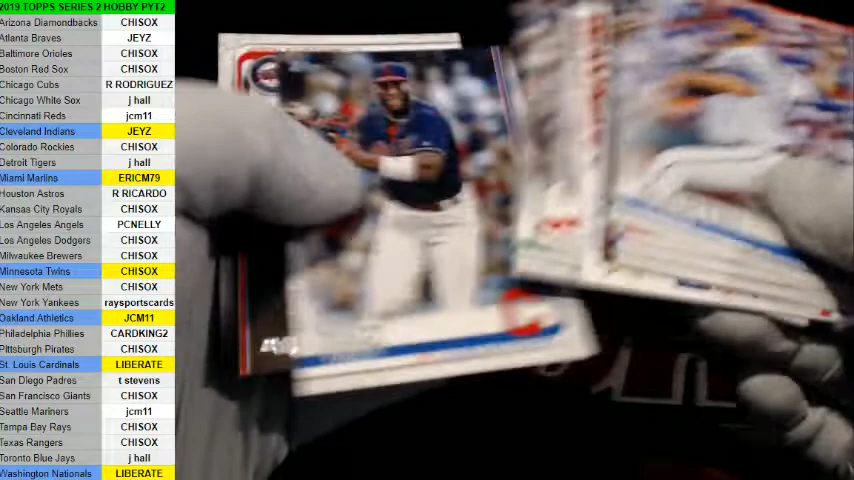 2019 TOPPS SERIES 2 HOBBY PYT2
Arizona Diamondbacks CHISOX
Atlanta Braves JEYZ
Baltimore Orioles CHISOX
Boston Red Sox CHISOX
Chicago Cubs R RODRIGUEZ
Chicago White Sox j hall
Cincinnati Reds jcm11
Cleveland Indians JEYZ
Colorado Rockies CHISOX
Detroit Tigers j hall
Miami Marlins ERICM79
Houston Astros R RICARDO
Kansas City Royals CHISOX
Los Angeles Angels PCNELLY
Los Angeles Dodgers CHISOX
Milwaukee Brewers CHISOX
Minnesota Twins CHISOX
New York Mets CHISOX
New York Yankees raysportscards
Oakland Athletics JCM11
Philadelphia Phillies CARDKING2
Pittsburgh Pirates CHISOX
St. Louis Cardinals LIBERATE
San Diego Padres t stevens
San Francisco Giants CHISOX
Seattle Mariners jcm11
Tampa Bay Rays CHISOX
Texas Rangers CHISOX
Toronto Blue Jays j hall
Washington Nationals LIBERATE